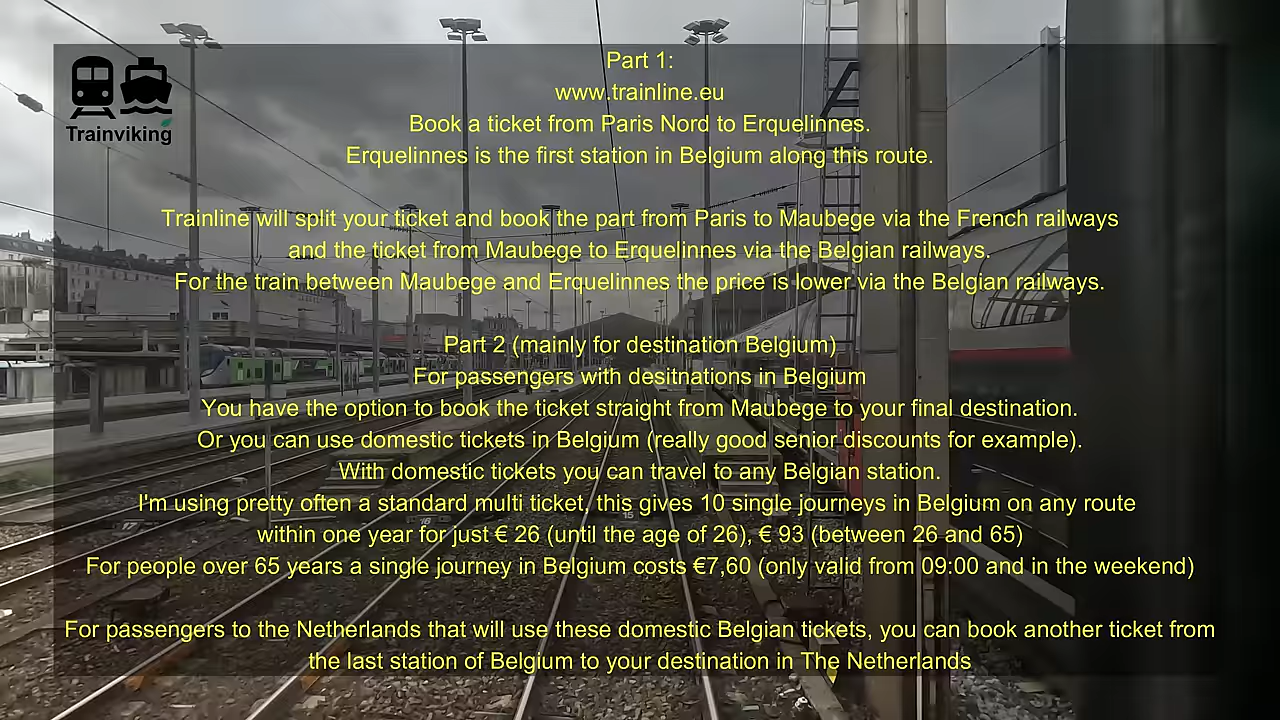 Trainviking
Part 1:
www.trainline.eu
Book a ticket from Paris Nord to Erquelinnes.
Erquelinnes is the first station in Belgium along this route.
Trainline will split your ticket and book the part from Paris to Maubege via the French railways
and the ticket from Maubege to Erquelinnes via the Belgian railways.
For the train between Maubege and Erquelinnes the price is lower via the Belgian railways.
Part 2 (mainly for destination Belgium)
For passengers with desitnations in Belgium
You have the option to book the ticket straight from Maubege to your final destination.
Or you can use domestic tickets in Belgium (really good senior discounts for example).
With domestic tickets you can travel to any Belgian station.
I'm using pretty often a standard multi ticket, this gives 10 single journeys in Belgium on any route
within one year for just € 26 (until the age of 26), € 93 (between 26 and 65)
For people over 65 years a single journey in Belgium costs €7,60 (only valid from 09:00 and in the weekend)
For passengers to the Netherlands that will use these domestic Belgian tickets, you can book another ticket from
the last station of Belgium to your destination in The Netherlands